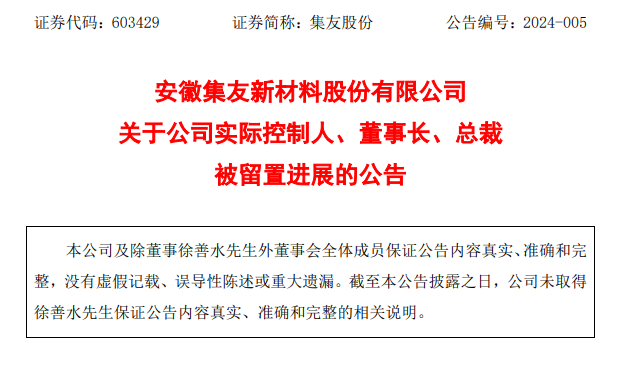 证券代码：603429 证券简称：集友股份 公告编号：2024-005
安徽集友新材料股份有限公司
关于公司实际控制人、董事长、总裁
被留置进展的公告
本公司及除董事徐善水先生外董事会全体成员保证公告内容真实、准确和完
整，没有虚假记载、误导性陈述或重大遗漏。截至本公告披露之日，公司未取得
徐善水先生保证公告内容真实、准确和完整的相关说明。